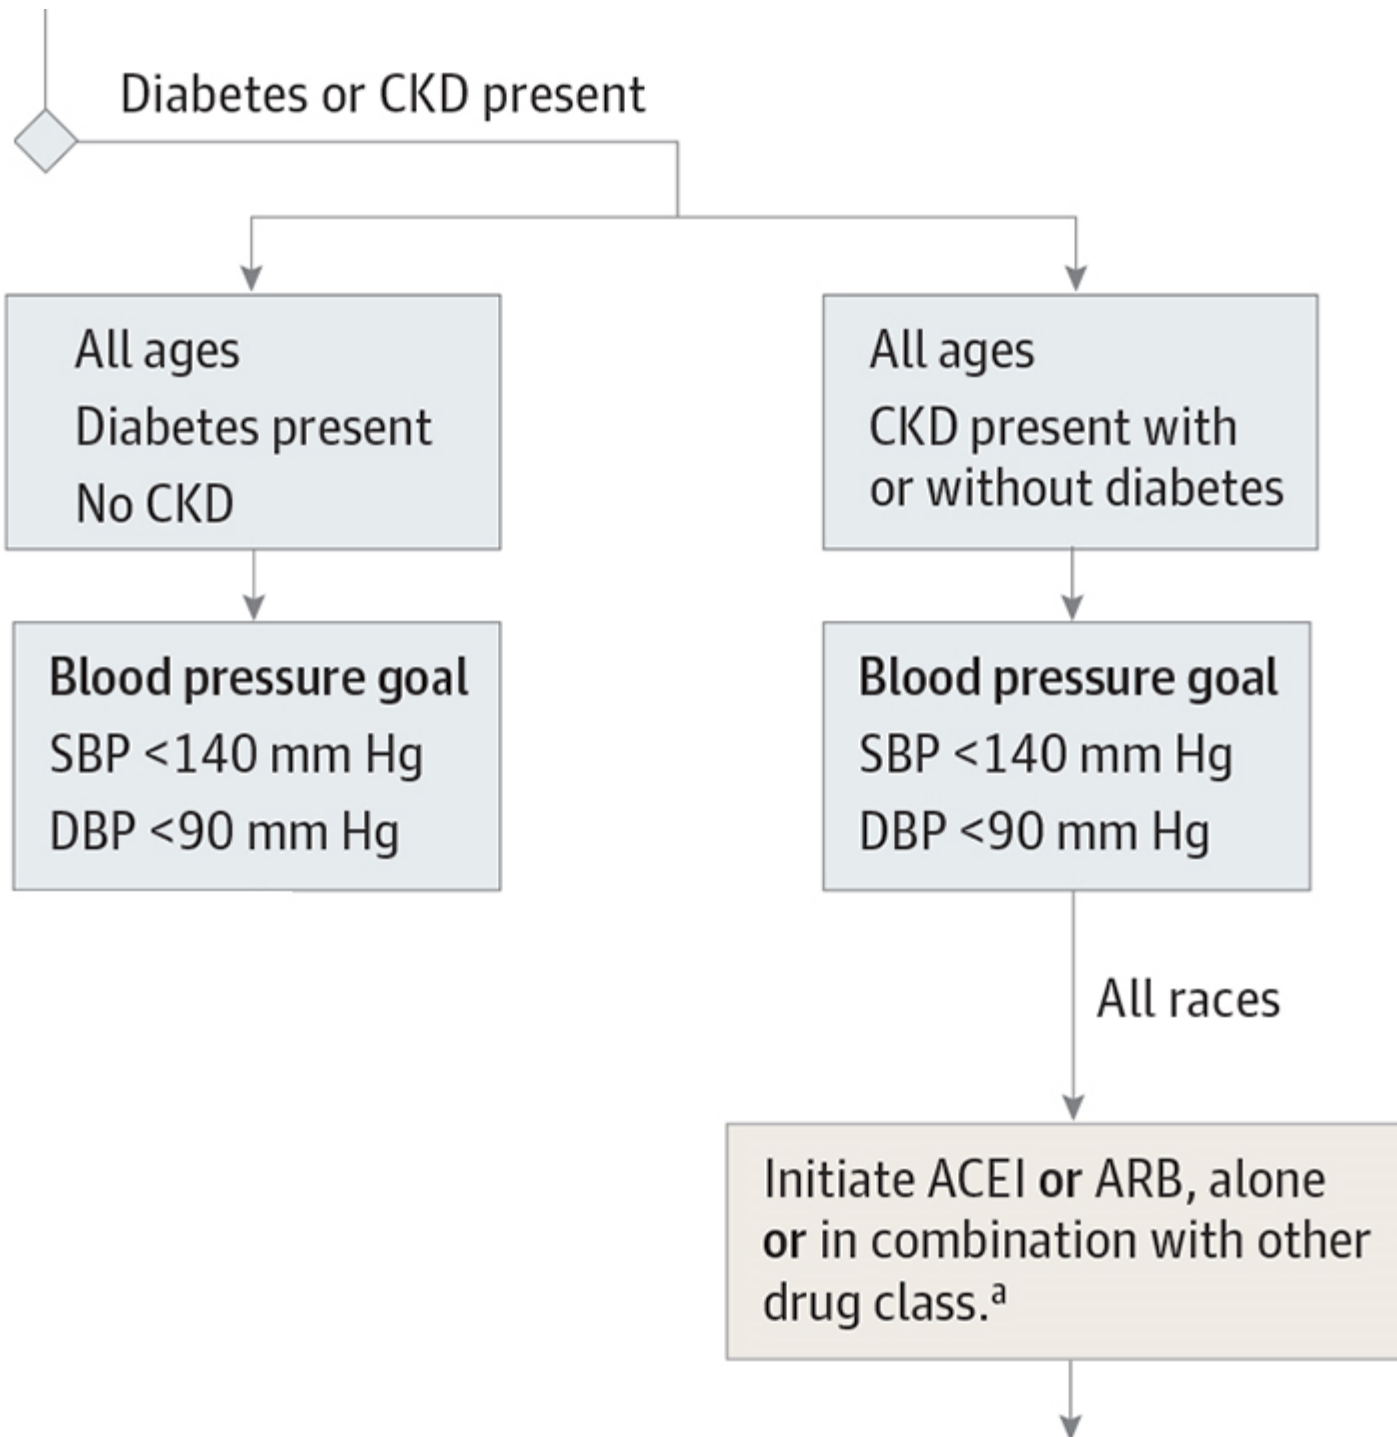 Diabetes or CKD present
All ages
Diabetes present
No CKD
All ages
CKD present with
or without diabetes
Blood pressure goal
SBP <140 mm Hg
DBP <90 mm Hg
Blood pressure goal
SBP <140 mm Hg
DBP <90 mm Hg
All races
Initiate ACEI or ARB, alone
or in combination with other
drug class.ᵃ